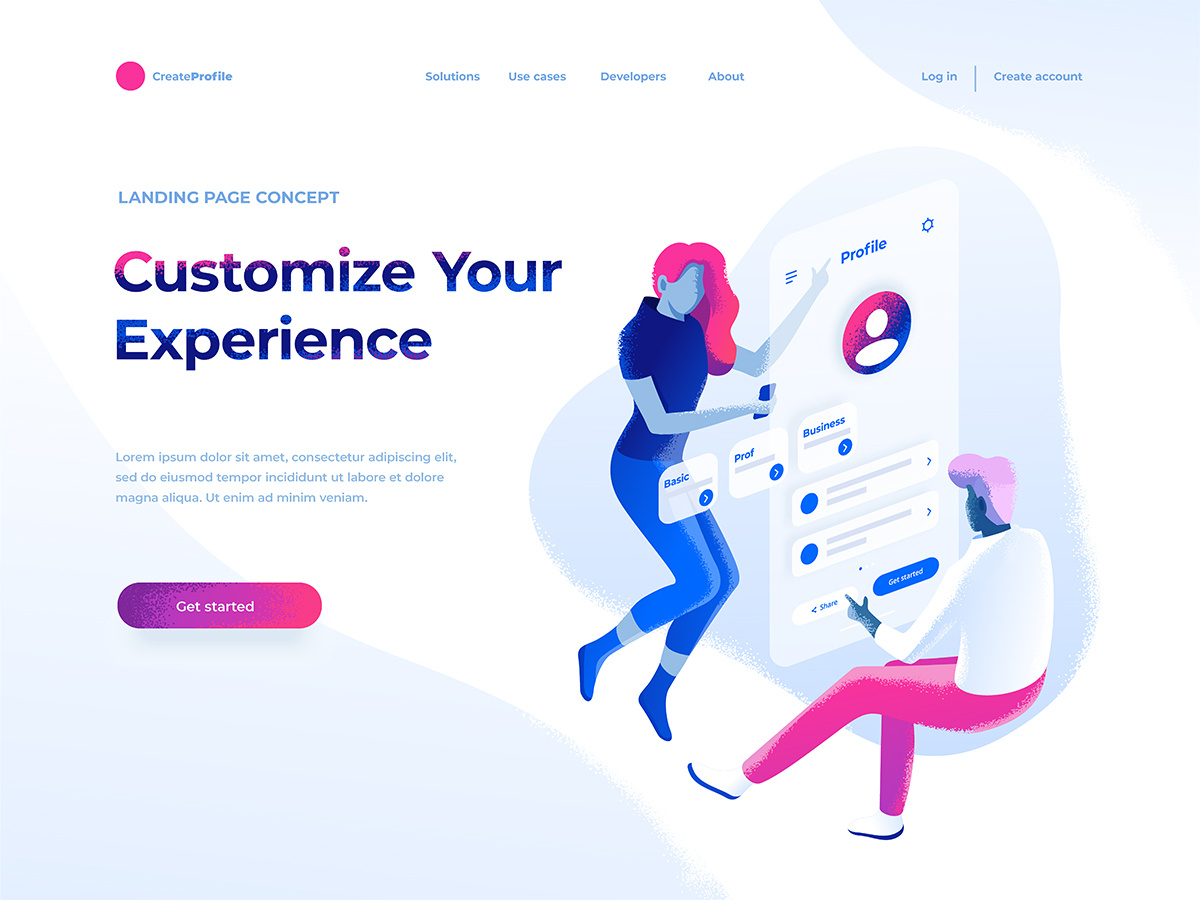 CreateProfile
Solutions
Use cases
Developers
About
Log in
Create account
LANDING PAGE CONCEPT
Customize Your
Experience
Lorem ipsum dolor sit amet, consectetur adipiscing elit,
sed do eiusmod tempor incididunt ut labore et dolore
magna aliqua. Ut enim ad minim veniam.
Get started
Profile
Business
Prof
Basic
Get started
Share